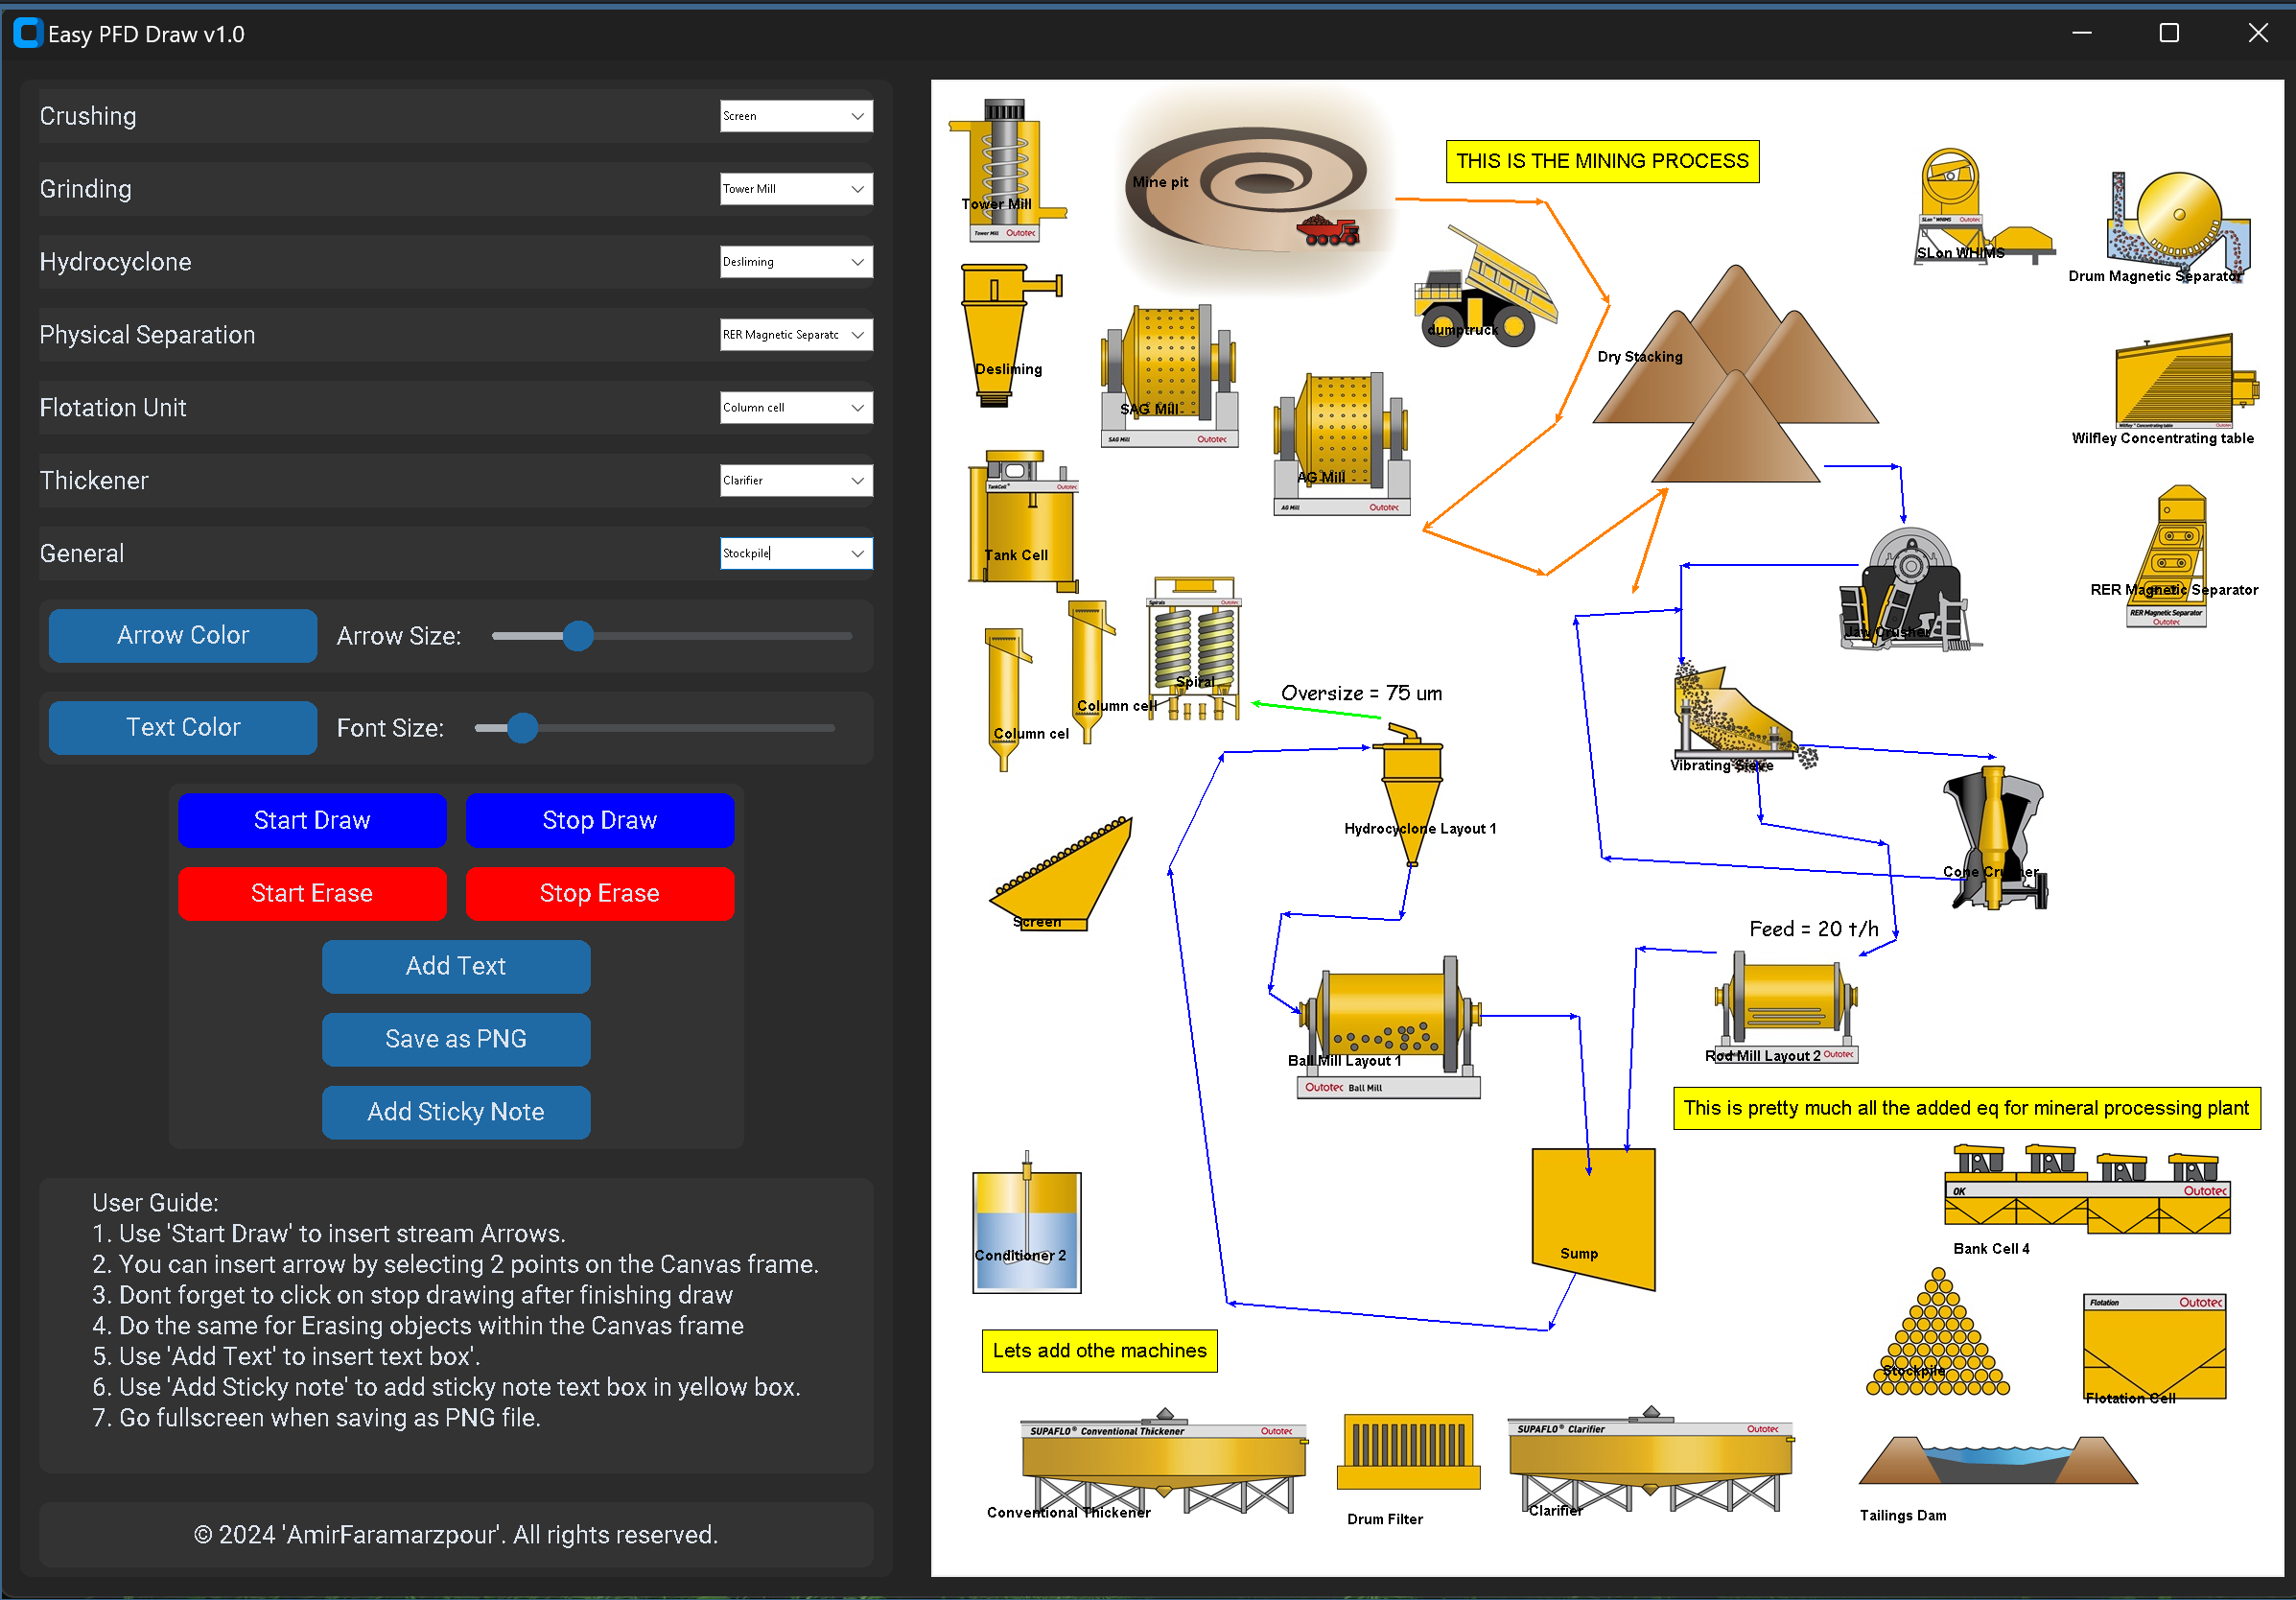 Easy PFD Draw v1.0
Crushing
Screen
Grinding
Tower Mill
Hydrocyclone
Desliming
Physical Separation
RER Magnetic Separatc
Flotation Unit
Column cell
Thickener
Clarifier
General
Stockpile
Arrow Color
Arrow Size:
Text Color
Font Size:
Start Draw
Stop Draw
Start Erase
Stop Erase
Add Text
Save as PNG
Add Sticky Note
User Guide:
1. Use 'Start Draw' to insert stream Arrows.
2. You can insert arrow by selecting 2 points on the Canvas frame.
3. Dont forget to click on stop drawing after finishing draw
4. Do the same for Erasing objects within the Canvas frame
5. Use 'Add Text' to insert text box'.
6. Use 'Add Sticky note' to add sticky note text box in yellow box.
7. Go fullscreen when saving as PNG file.
© 2024 'AmirFaramarzpour'. All rights reserved.
Tower Mill
Tower Mill Outotec
Mine pit
THIS IS THE MINING PROCESS
SLon® WHIMS Outotec
SLon WHIMS
Drum Magnetic Separator
Desliming
SAG Mill
SAG Mill Outotec
dumptruck
Dry Stacking
AG Mill
AG Mill Outotec
Wilfley™ Concentrating table Outotec
Wilfley Concentrating table
TankCell® Outotec
Tank Cell
RER Magnetic Separator
RER Magnetic Separator
Outotec
Jaw Crusher
Spirals Outotec
Spiral
Column cell
Column cel
Oversize = 75 um
Vibrating Sieve
Hydrocyclone Layout 1
Cone Crusher
Screen
Feed = 20 t/h
Ball Mill Layout 1
Outotec Ball Mill
Rod Mill Layout 2 Outotec
This is pretty much all the added eq for mineral processing plant
OK Outotec
Bank Cell 4
Conditioner 2
Sump
Lets add othe machines
Stockpile
Flotation Outotec
Flotation Cell
SUPAFLO® Conventional Thickener Outotec
Conventional Thickener
Drum Filter
SUPAFLO® Clarifier Outotec
Clarifier
Tailings Dam